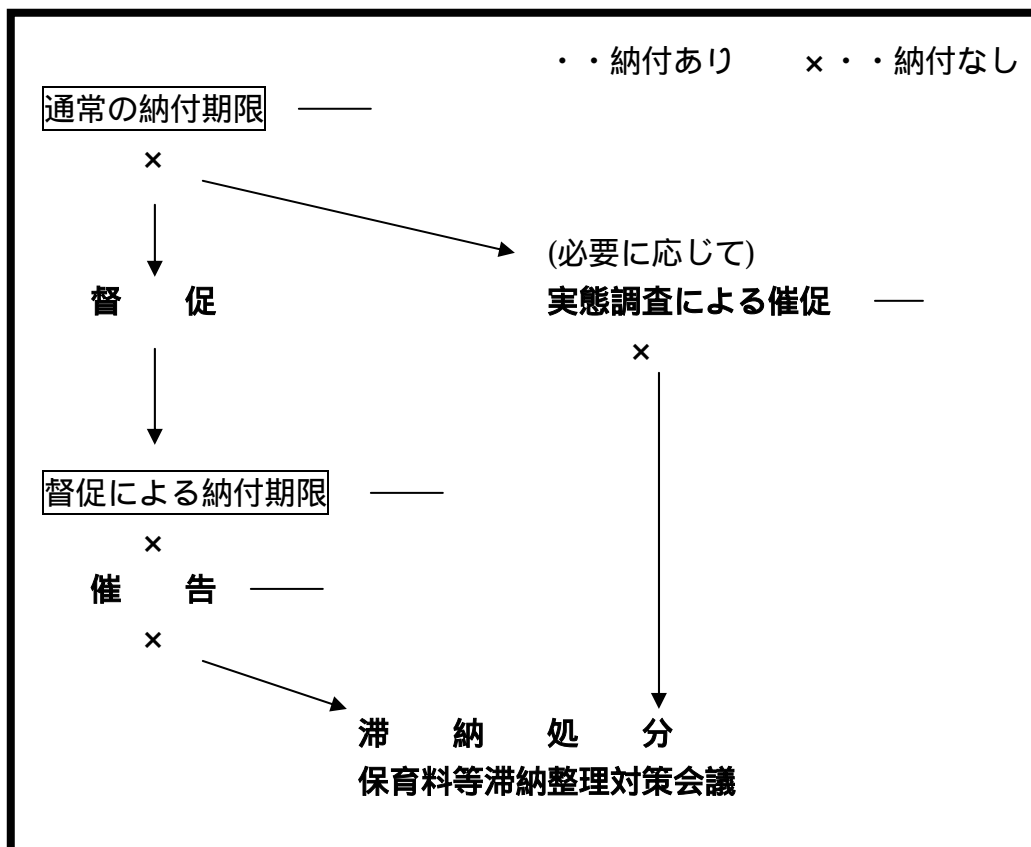 ・・納付あり　×・・納付なし
通常の納付期限
×
(必要に応じて)
督　促　実態調査による催促
×
督促による納付期限
×
催　告
×
滞　納　処　分
保育料等滞納整理対策会議